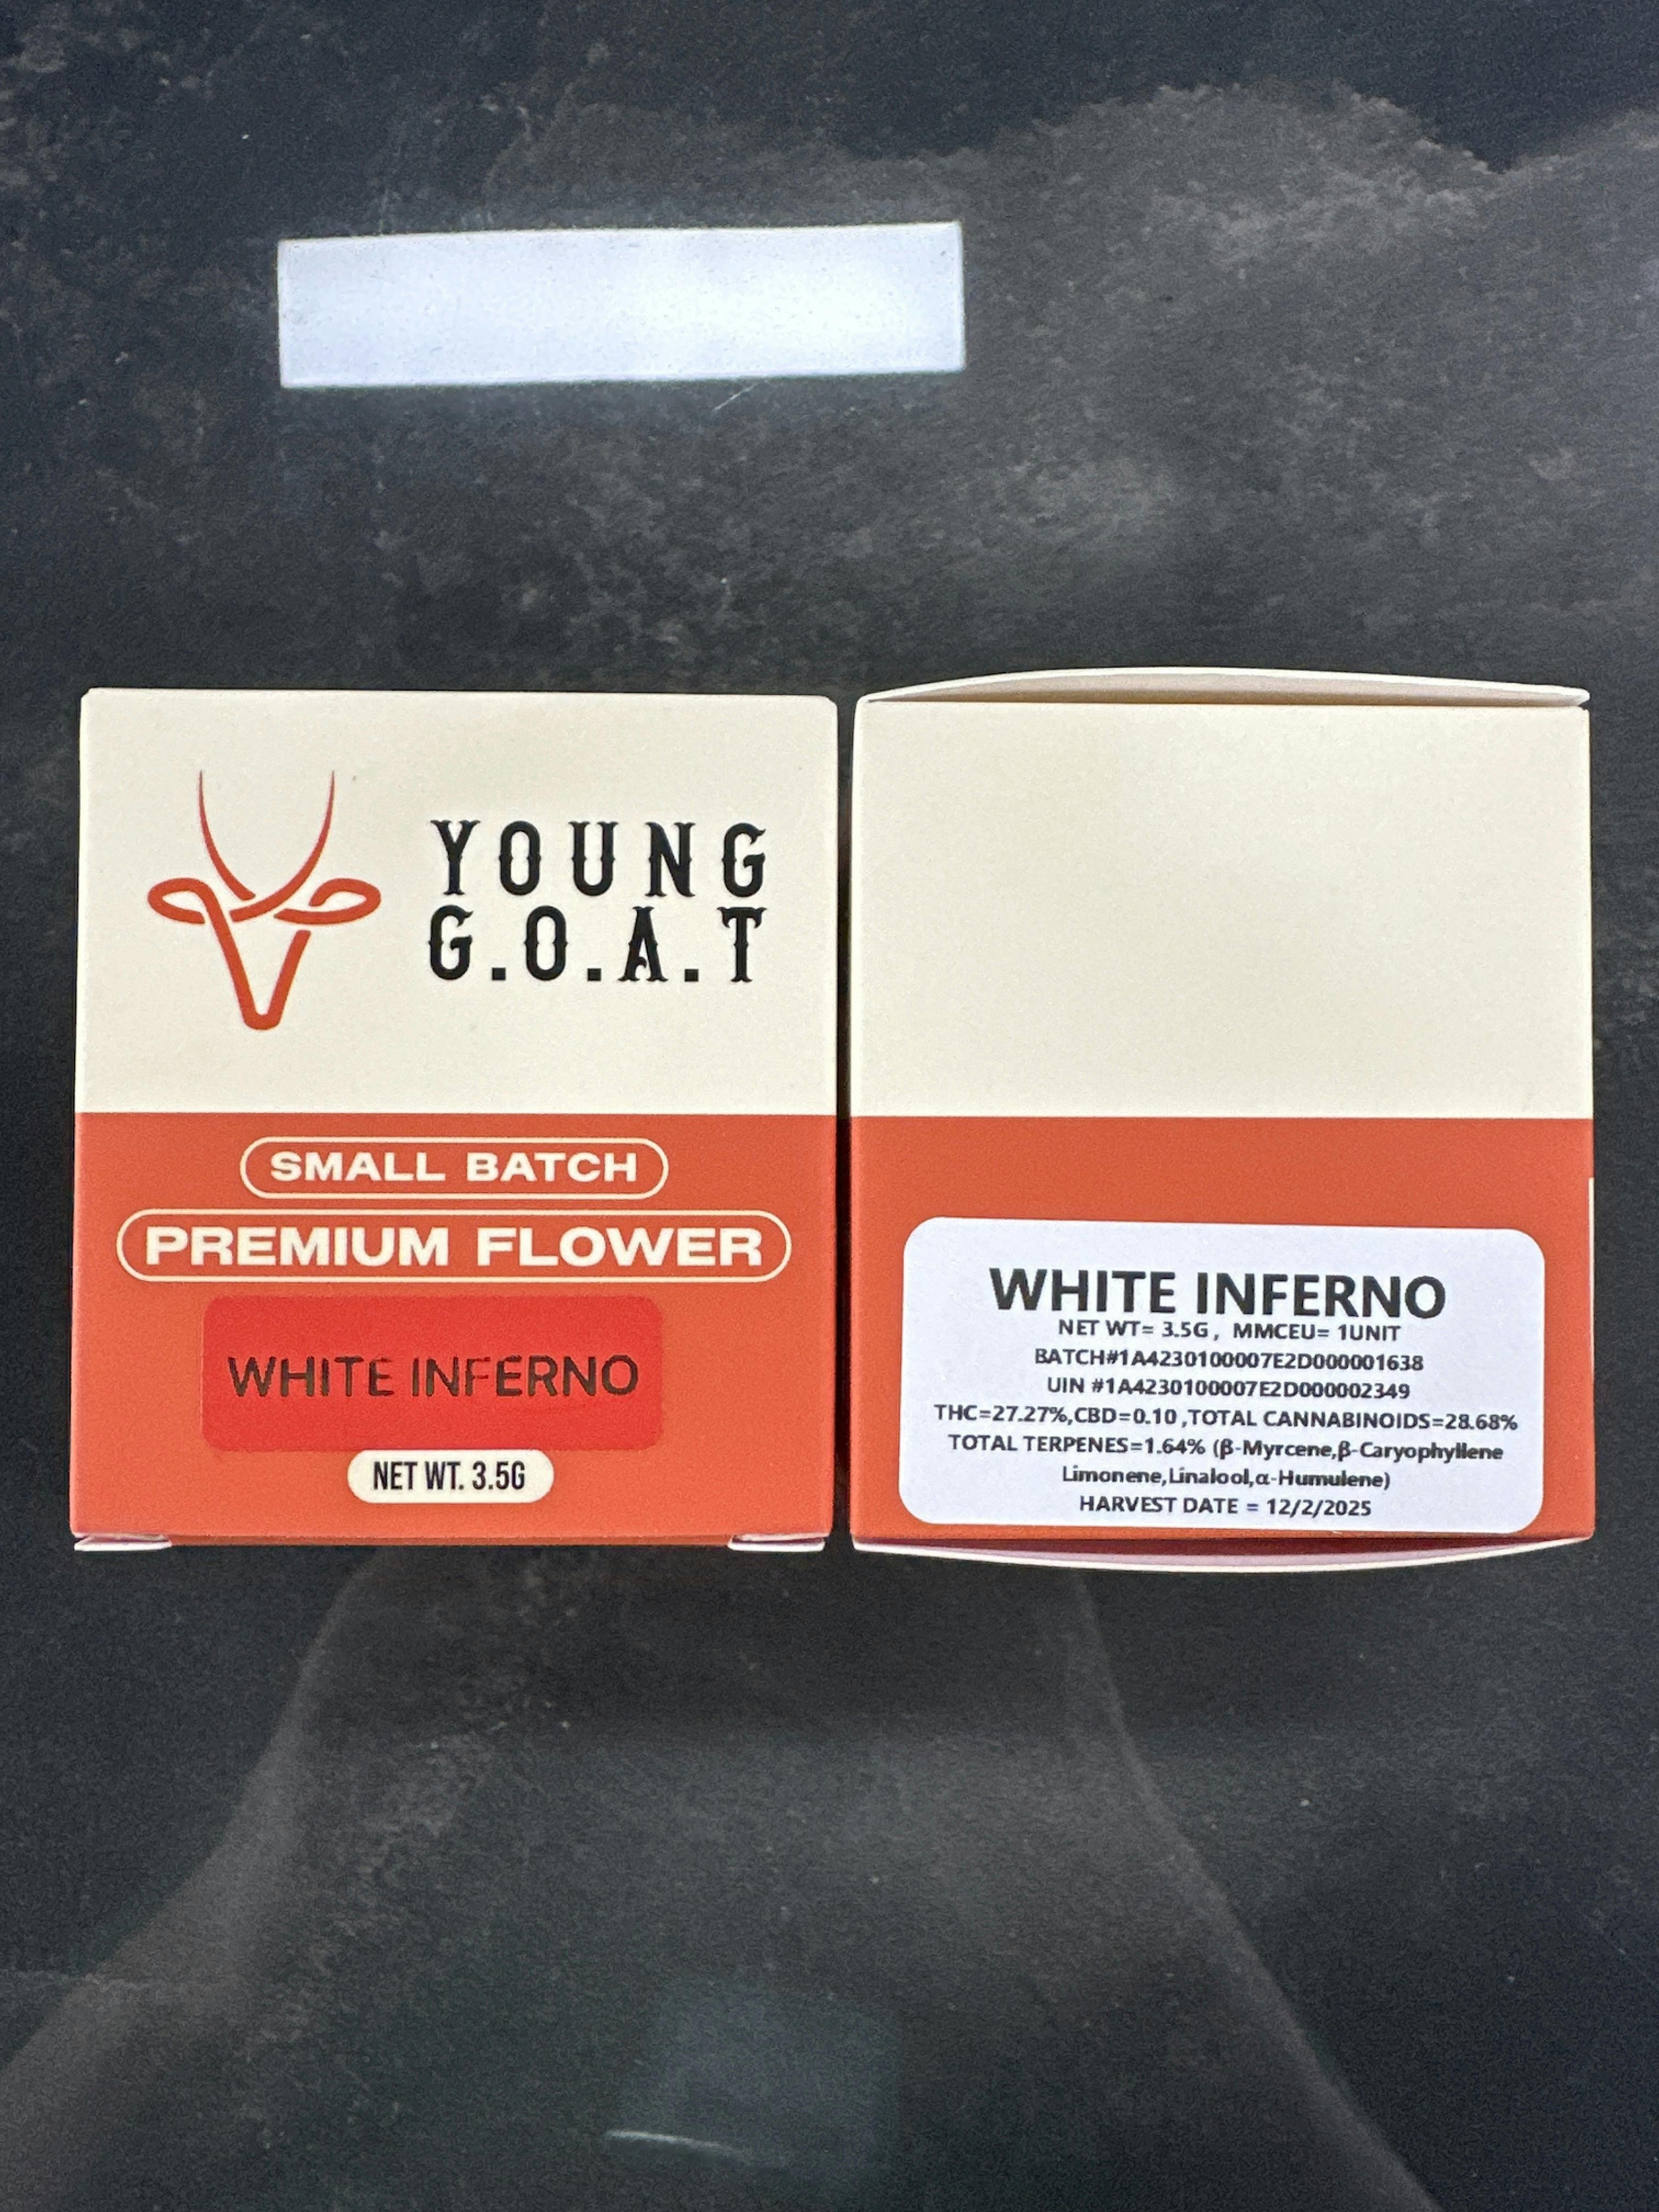 YOUNG
G.O.A.T
SMALL BATCH
PREMIUM FLOWER
WHITE INFERNO
NET WT. 3.5G
WHITE INFERNO
NET WT= 3.5G , MMCEU= 1UNIT
BATCH#1A4230100007E2D000001638
UIN #1A4230100007E2D000002349
THC=27.27%,CBD=0.10 ,TOTAL CANNABINOIDS=28.68%
TOTAL TERPENES=1.64% (β-Myrcene,β-Caryophyllene
Limonene,Linalool,α-Humulene)
HARVEST DATE = 12/2/2025